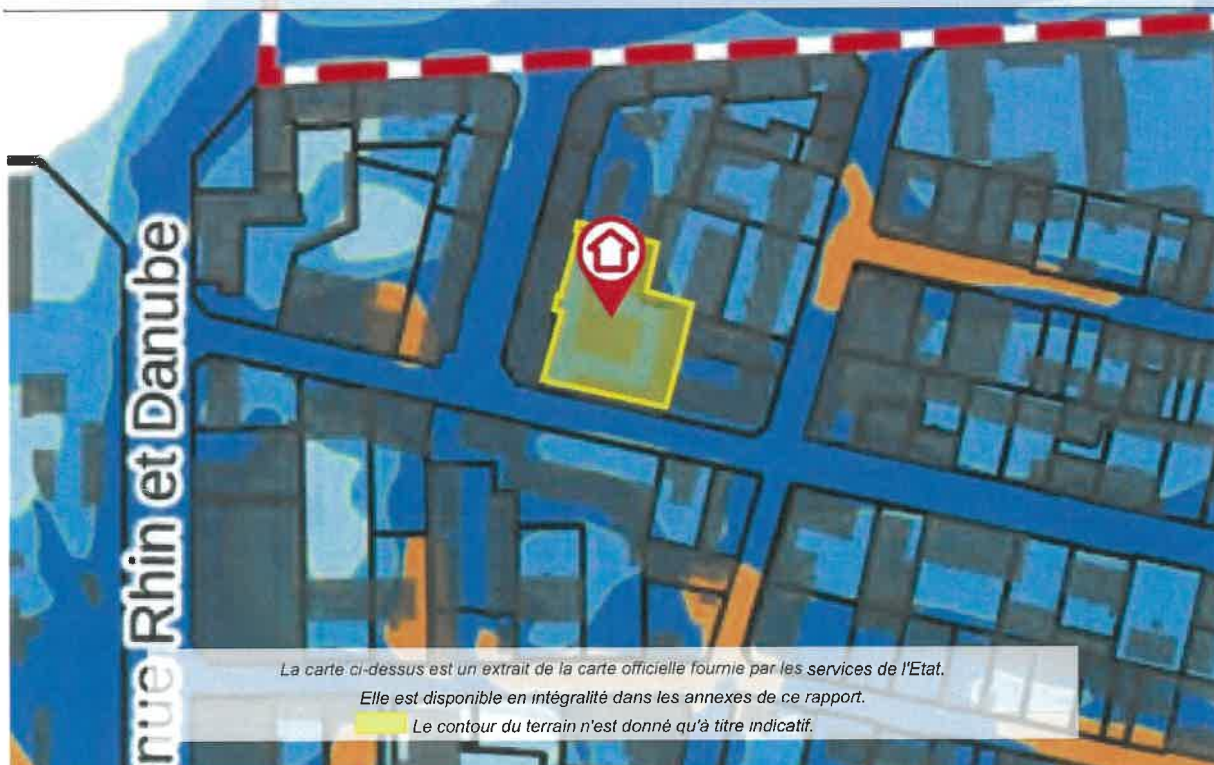 nue Rhin et Danube
La carte ci-dessus est un extrait de la carte officielle fournie par les services de l'Etat.
Elle est disponible en intégralité dans les annexes de ce rapport.
Le contour du terrain n'est donné qu'à titre indicatif.